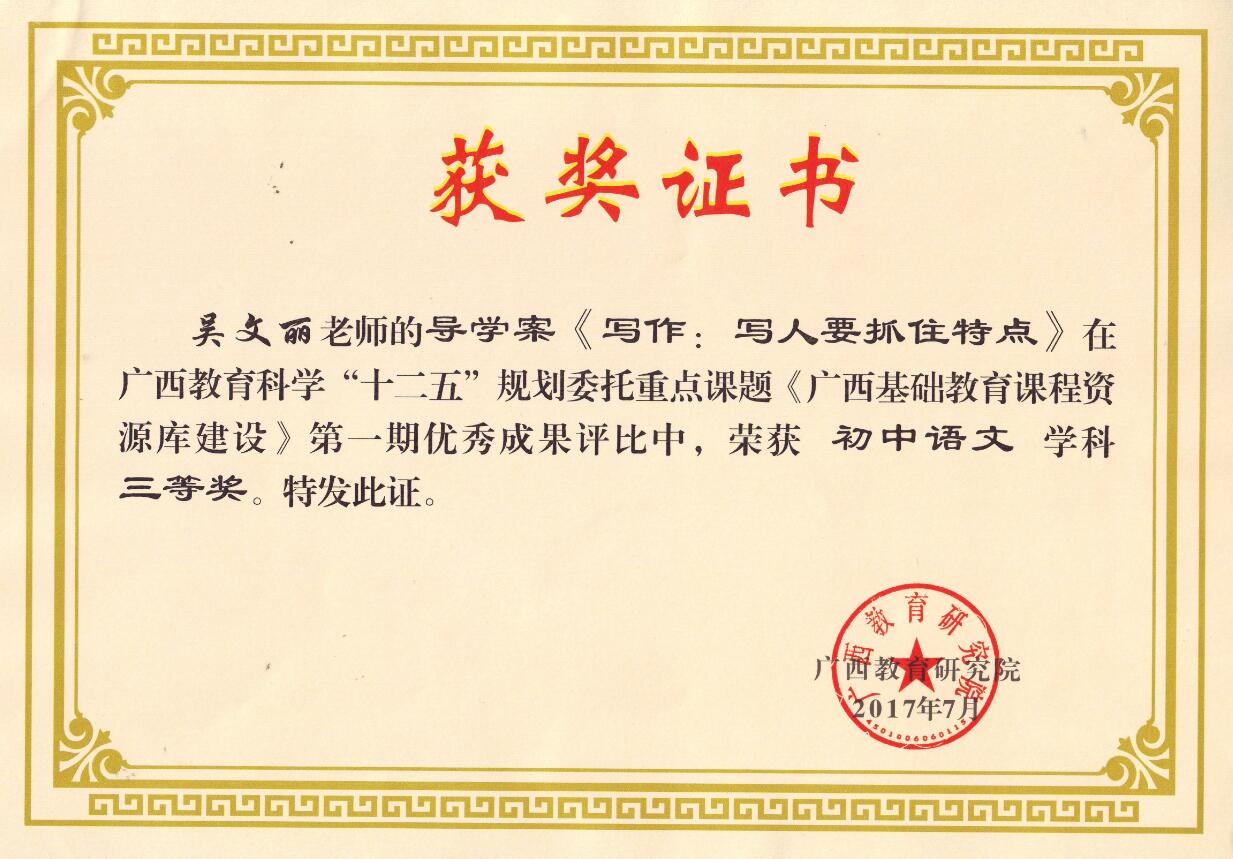 获奖证书
吴文丽老师的导学案《写作：写人要抓住特点》在
广西教育科学“十二五”规划委托重点课题《广西基础教育课程资
源库建设》第一期优秀成果评比中，荣获 初中语文 学科
三等奖。特发此证。
广西教育研究院
广西教育研究院
2017年7月
4501006060115